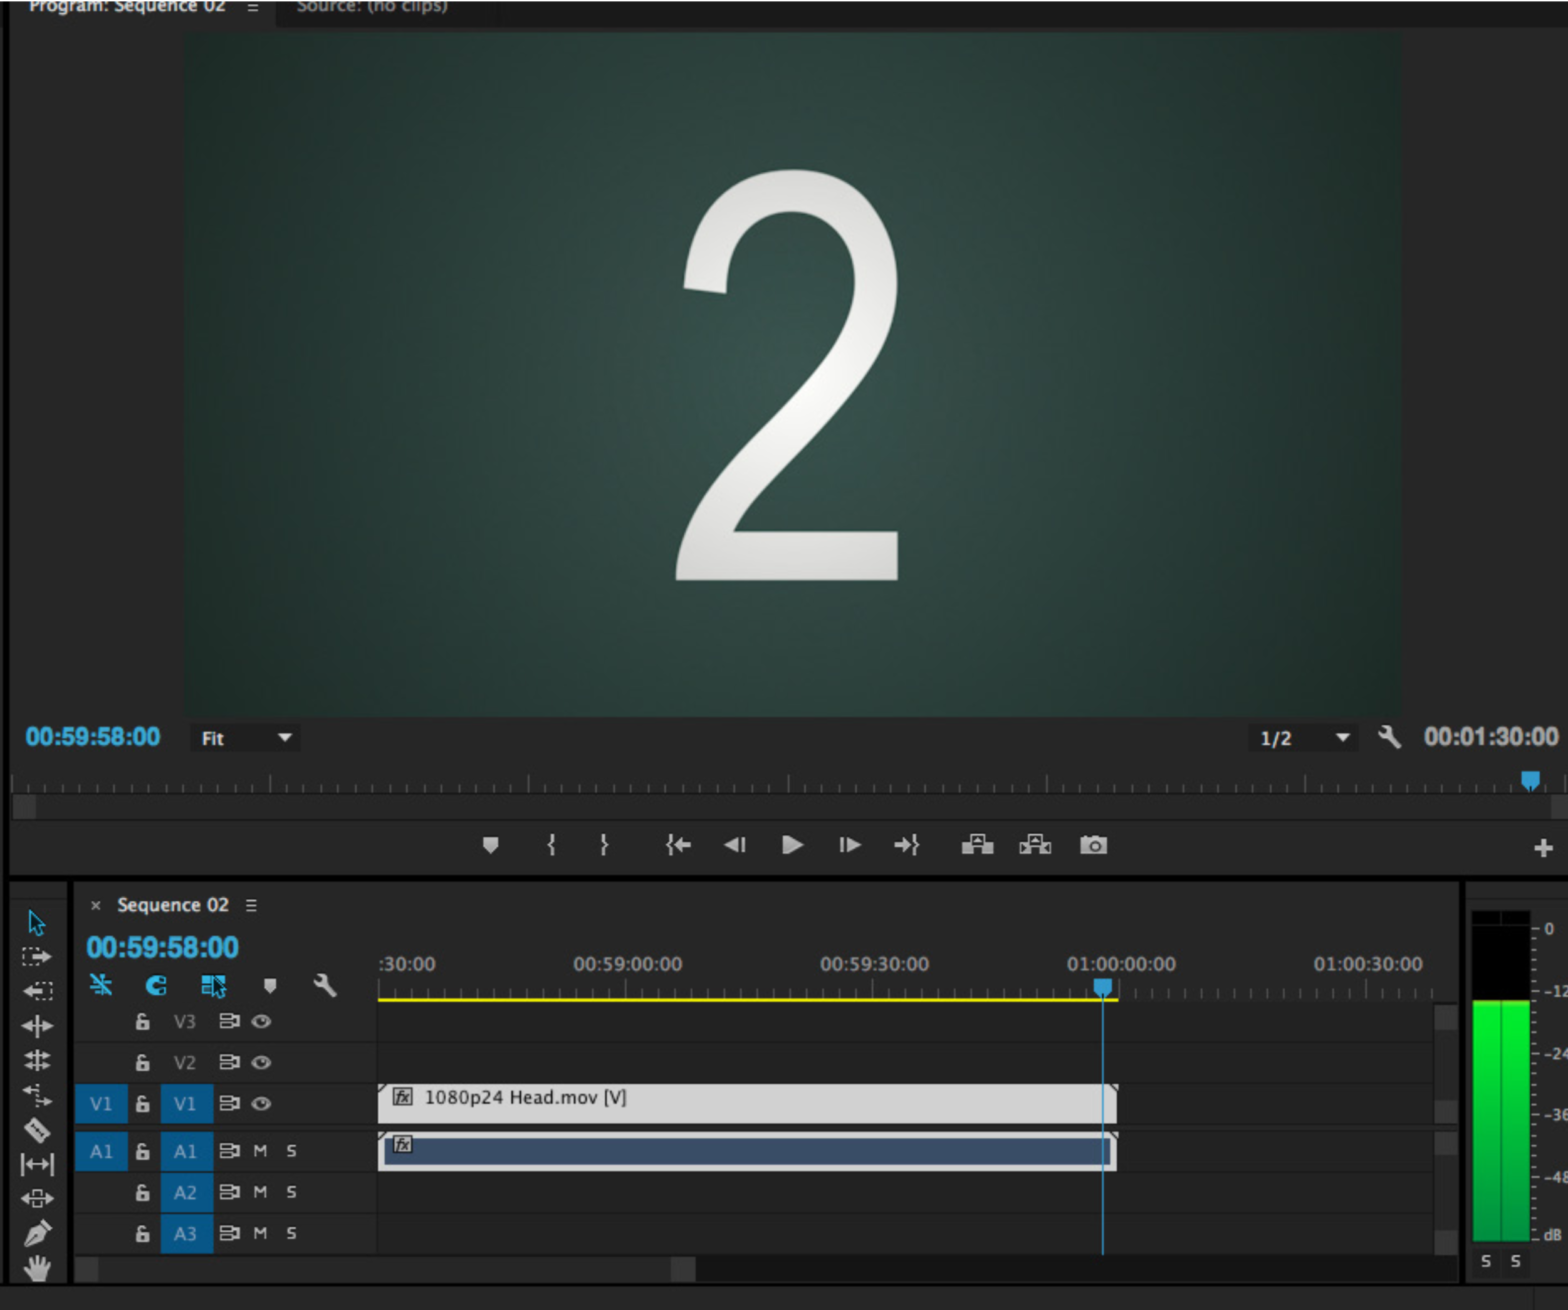 Program: Sequence 02 Source: (no clips)
2
00:59:58:00 Fit 1/2 00:01:30:00
× Sequence 02
00:59:58:00
:30:00 00:59:00:00 00:59:30:00 01:00:00:00 01:00:30:00
V3
V2
V1 V1 fx 1080p24 Head.mov [V]
A1 A1 M S fx
A2 M S
A3 M S
0
-12
-24
-36
-48
dB
S S